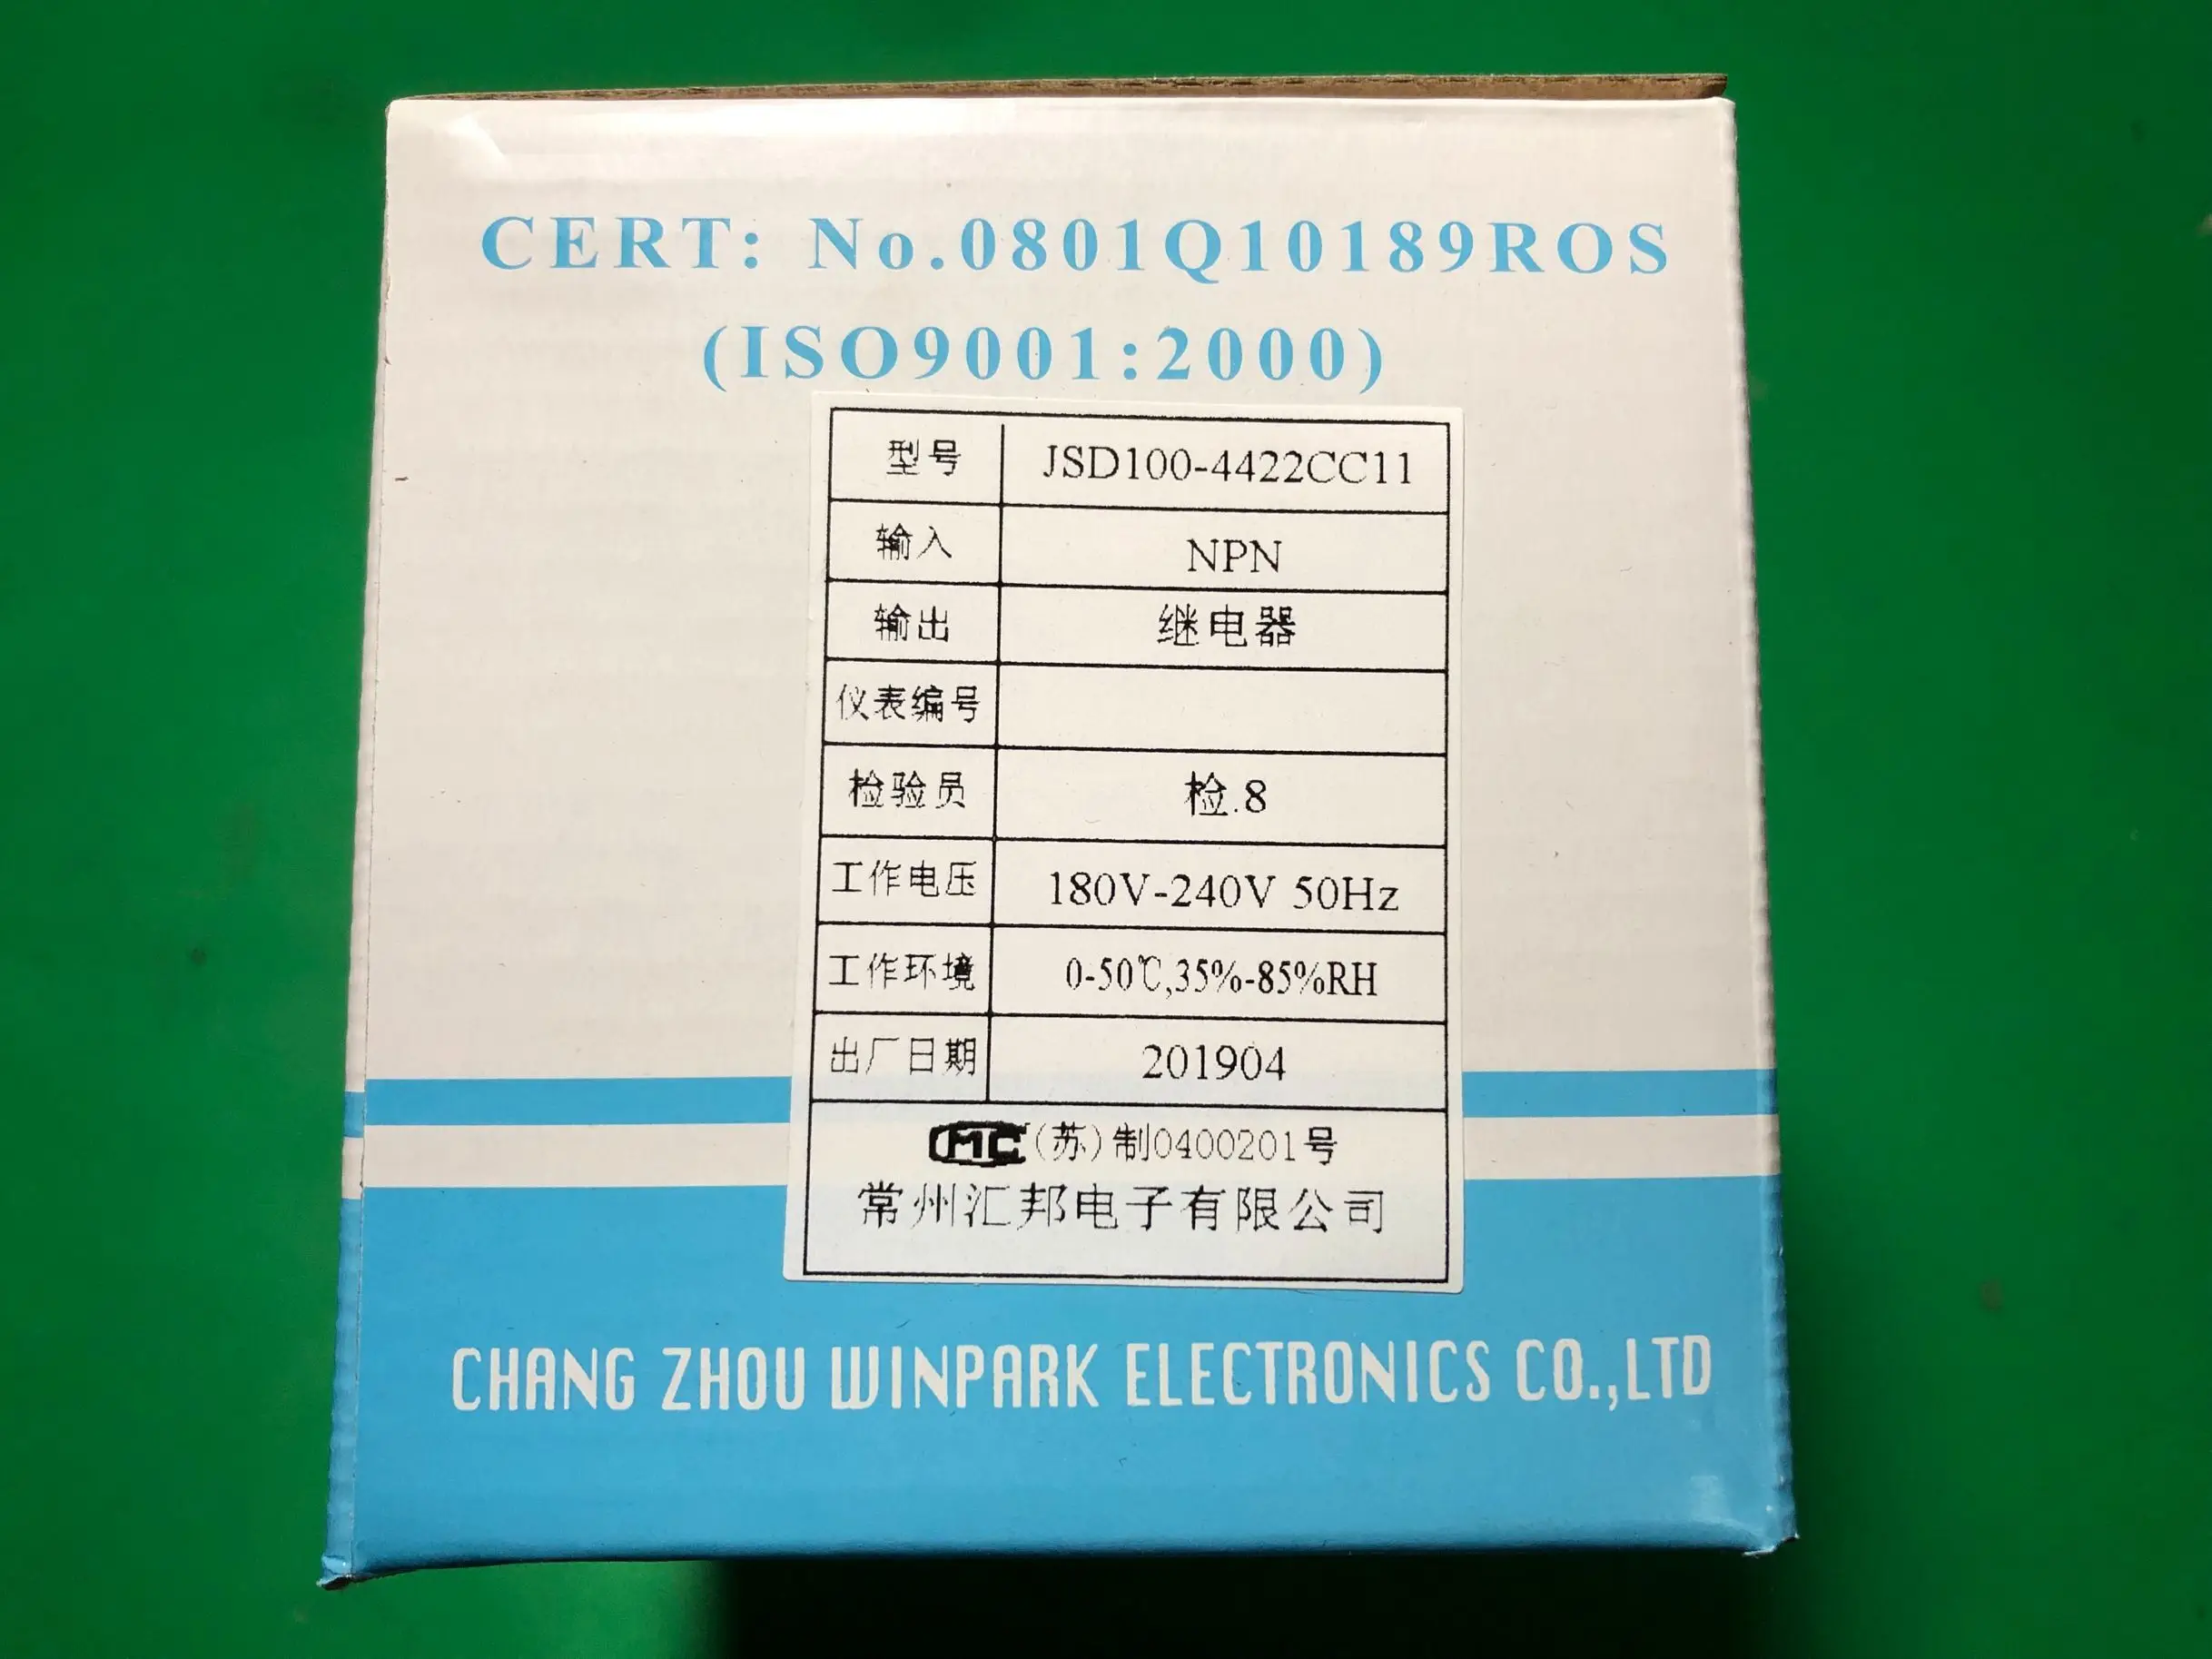 CERT: No.0801Q10189ROS
(ISO9001:2000)
型号 JSD100-4422CC11
输入 NPN
输出 继电器
仪表编号
检验员 检.8
工作电压 180V-240V 50Hz
工作环境 0-50℃,35%-85%RH
出厂日期 201904
MC (苏)制0400201号
常州汇邦电子有限公司
CHANG ZHOU WINPARK ELECTRONICS CO.,LTD